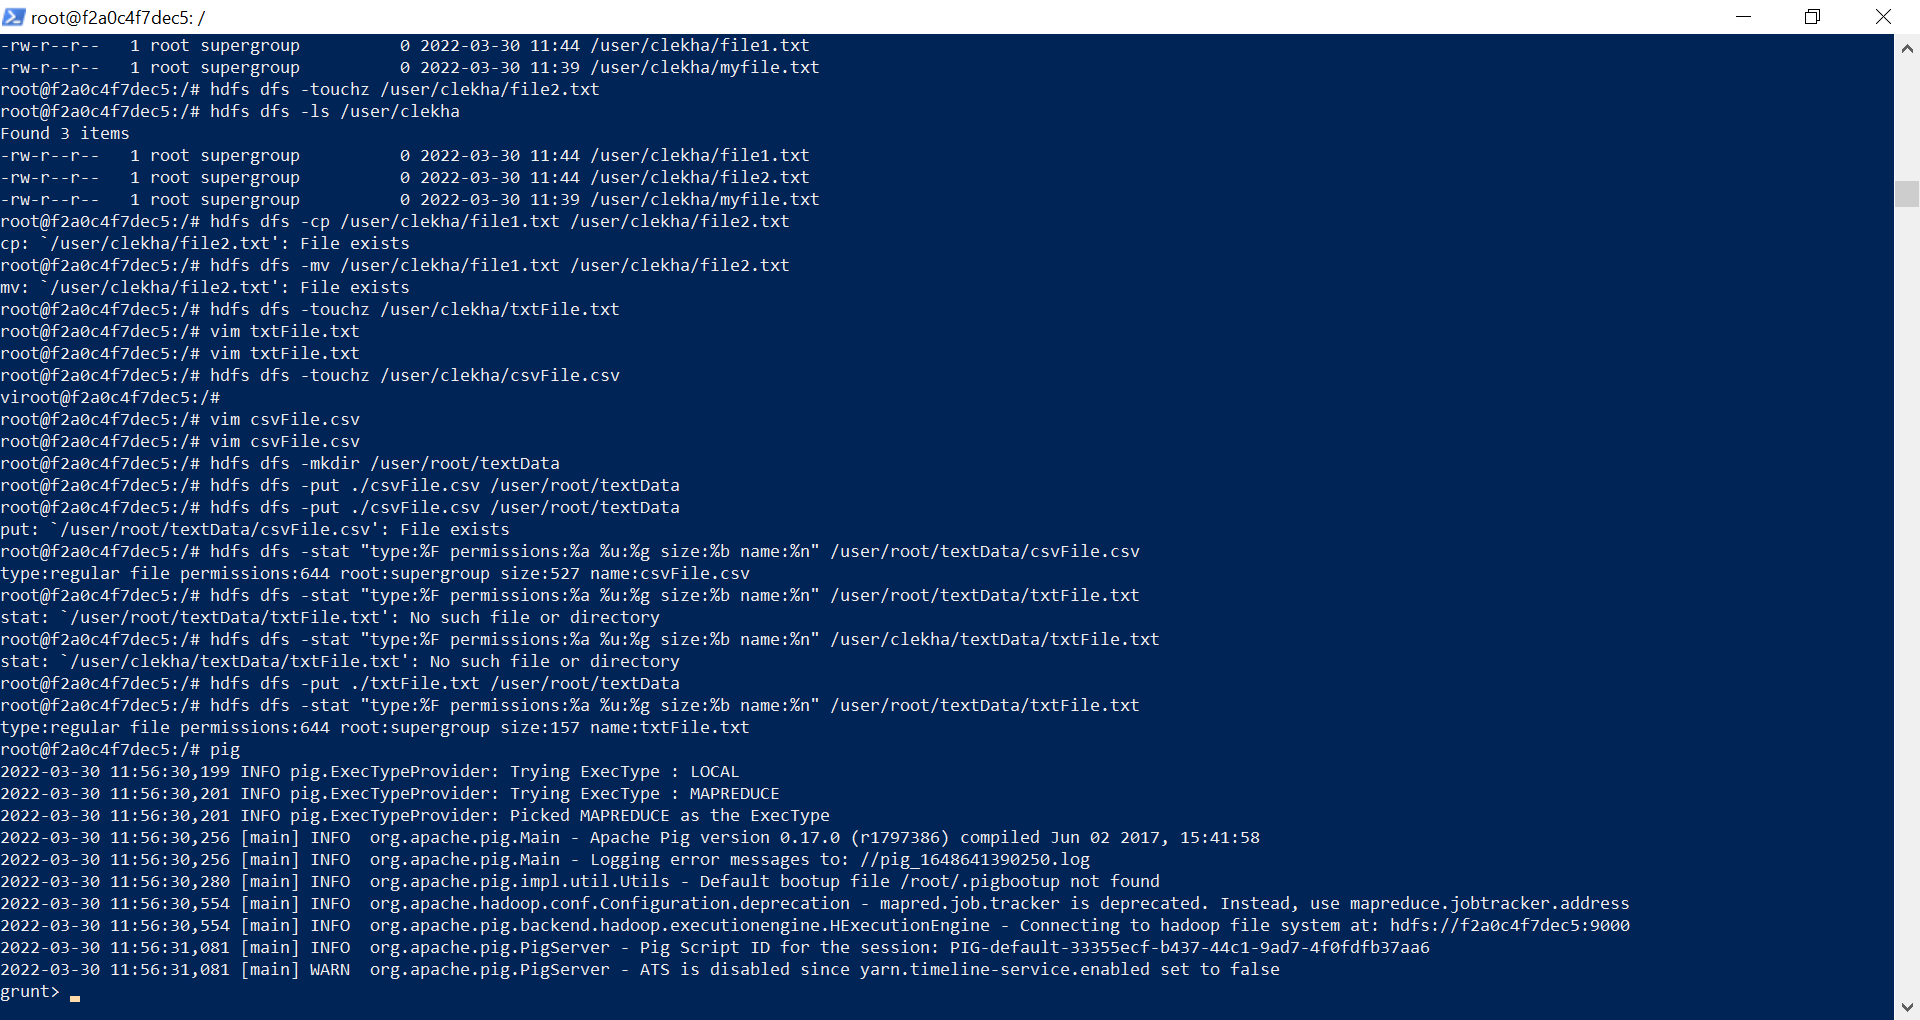 root@f2a0c4f7dec5: /
-rw-r--r--   1 root supergroup          0 2022-03-30 11:44 /user/clekha/file1.txt
-rw-r--r--   1 root supergroup          0 2022-03-30 11:39 /user/clekha/myfile.txt
root@f2a0c4f7dec5:/# hdfs dfs -touchz /user/clekha/file2.txt
root@f2a0c4f7dec5:/# hdfs dfs -ls /user/clekha
Found 3 items
-rw-r--r--   1 root supergroup          0 2022-03-30 11:44 /user/clekha/file1.txt
-rw-r--r--   1 root supergroup          0 2022-03-30 11:44 /user/clekha/file2.txt
-rw-r--r--   1 root supergroup          0 2022-03-30 11:39 /user/clekha/myfile.txt
root@f2a0c4f7dec5:/# hdfs dfs -cp /user/clekha/file1.txt /user/clekha/file2.txt
cp: `/user/clekha/file2.txt': File exists
root@f2a0c4f7dec5:/# hdfs dfs -mv /user/clekha/file1.txt /user/clekha/file2.txt
mv: `/user/clekha/file2.txt': File exists
root@f2a0c4f7dec5:/# hdfs dfs -touchz /user/clekha/txtFile.txt
root@f2a0c4f7dec5:/# vim txtFile.txt
root@f2a0c4f7dec5:/# vim txtFile.txt
root@f2a0c4f7dec5:/# hdfs dfs -touchz /user/clekha/csvFile.csv
viroot@f2a0c4f7dec5:/#
root@f2a0c4f7dec5:/# vim csvFile.csv
root@f2a0c4f7dec5:/# vim csvFile.csv
root@f2a0c4f7dec5:/# hdfs dfs -mkdir /user/root/textData
root@f2a0c4f7dec5:/# hdfs dfs -put ./csvFile.csv /user/root/textData
root@f2a0c4f7dec5:/# hdfs dfs -put ./csvFile.csv /user/root/textData
put: `/user/root/textData/csvFile.csv': File exists
root@f2a0c4f7dec5:/# hdfs dfs -stat "type:%F permissions:%a %u:%g size:%b name:%n" /user/root/textData/csvFile.csv
type:regular file permissions:644 root:supergroup size:527 name:csvFile.csv
root@f2a0c4f7dec5:/# hdfs dfs -stat "type:%F permissions:%a %u:%g size:%b name:%n" /user/root/textData/txtFile.txt
stat: `/user/root/textData/txtFile.txt': No such file or directory
root@f2a0c4f7dec5:/# hdfs dfs -stat "type:%F permissions:%a %u:%g size:%b name:%n" /user/clekha/textData/txtFile.txt
stat: `/user/clekha/textData/txtFile.txt': No such file or directory
root@f2a0c4f7dec5:/# hdfs dfs -put ./txtFile.txt /user/root/textData
root@f2a0c4f7dec5:/# hdfs dfs -stat "type:%F permissions:%a %u:%g size:%b name:%n" /user/root/textData/txtFile.txt
type:regular file permissions:644 root:supergroup size:157 name:txtFile.txt
root@f2a0c4f7dec5:/# pig
2022-03-30 11:56:30,199 INFO pig.ExecTypeProvider: Trying ExecType : LOCAL
2022-03-30 11:56:30,201 INFO pig.ExecTypeProvider: Trying ExecType : MAPREDUCE
2022-03-30 11:56:30,201 INFO pig.ExecTypeProvider: Picked MAPREDUCE as the ExecType
2022-03-30 11:56:30,256 [main] INFO  org.apache.pig.Main - Apache Pig version 0.17.0 (r1797386) compiled Jun 02 2017, 15:41:58
2022-03-30 11:56:30,256 [main] INFO  org.apache.pig.Main - Logging error messages to: //pig_1648641390250.log
2022-03-30 11:56:30,280 [main] INFO  org.apache.pig.impl.util.Utils - Default bootup file /root/.pigbootup not found
2022-03-30 11:56:30,554 [main] INFO  org.apache.hadoop.conf.Configuration.deprecation - mapred.job.tracker is deprecated. Instead, use mapreduce.jobtracker.address
2022-03-30 11:56:30,554 [main] INFO  org.apache.pig.backend.hadoop.executionengine.HExecutionEngine - Connecting to hadoop file system at: hdfs://f2a0c4f7dec5:9000
2022-03-30 11:56:31,081 [main] INFO  org.apache.pig.PigServer - Pig Script ID for the session: PIG-default-33355ecf-b437-44c1-9ad7-4f0fdfb37aa6
2022-03-30 11:56:31,081 [main] WARN  org.apache.pig.PigServer - ATS is disabled since yarn.timeline-service.enabled set to false
grunt>